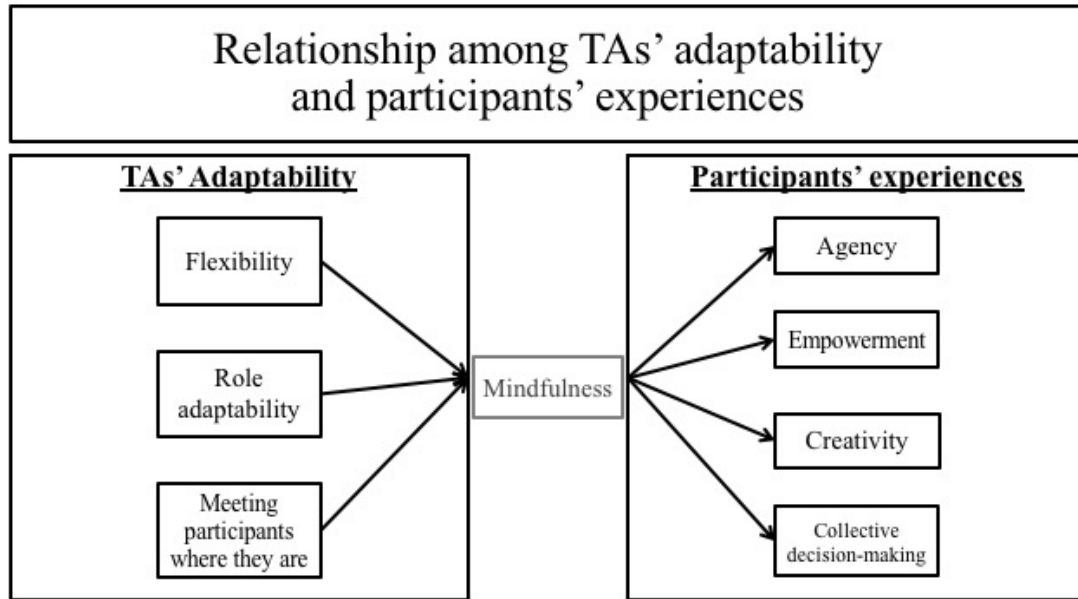 Relationship among TAs’ adaptability
and participants’ experiences
TAs’ Adaptability
Flexibility
Role
adaptability
Meeting
participants
where they are
Mindfulness
Participants’ experiences
Agency
Empowerment
Creativity
Collective
decision-making